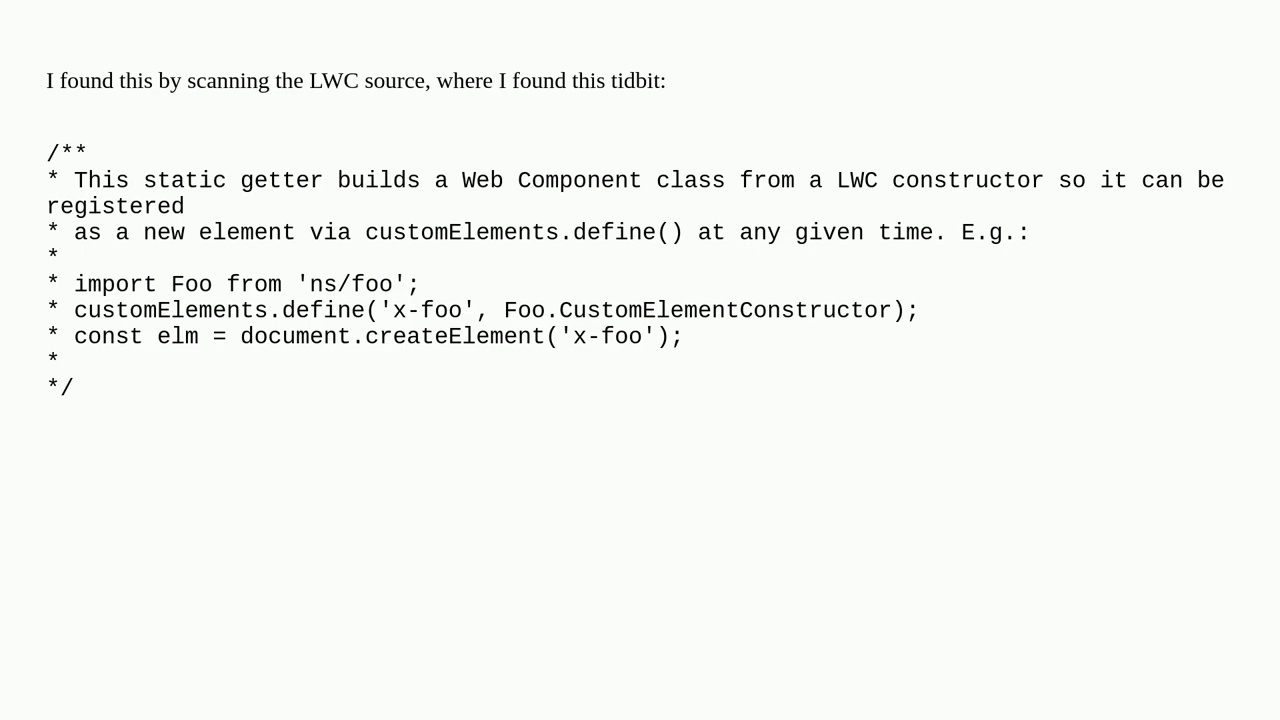 I found this by scanning the LWC source, where I found this tidbit:
/**
* This static getter builds a Web Component class from a LWC constructor so it can be
registered
* as a new element via customElements.define() at any given time. E.g.:
*
* import Foo from 'ns/foo';
* customElements.define('x-foo', Foo.CustomElementConstructor);
* const elm = document.createElement('x-foo');
*
*/